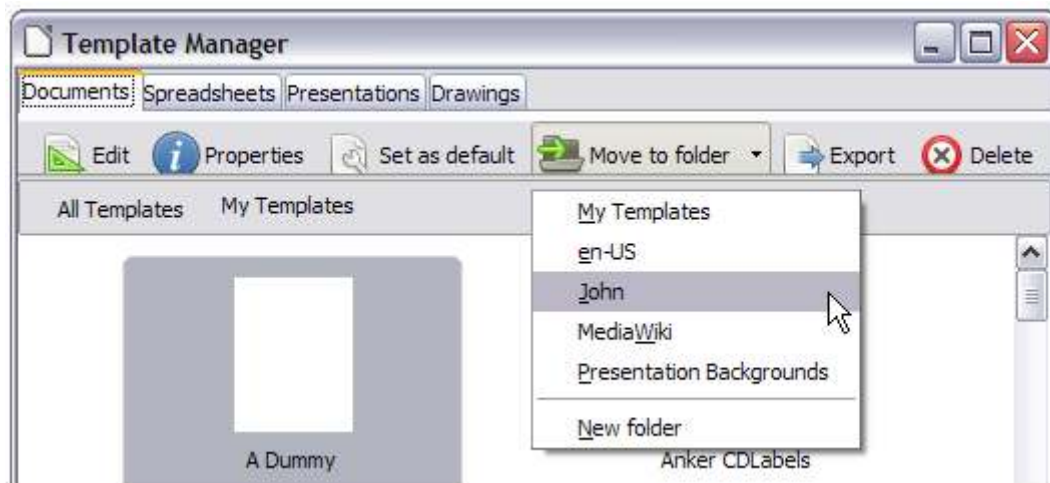 Template Manager
Documents Spreadsheets Presentations Drawings
Edit Properties Set as default Move to folder Export Delete
All Templates My Templates
My Templates
en-US
John
MediaWiki
Presentation Backgrounds
New folder
A Dummy Anker CDLabels